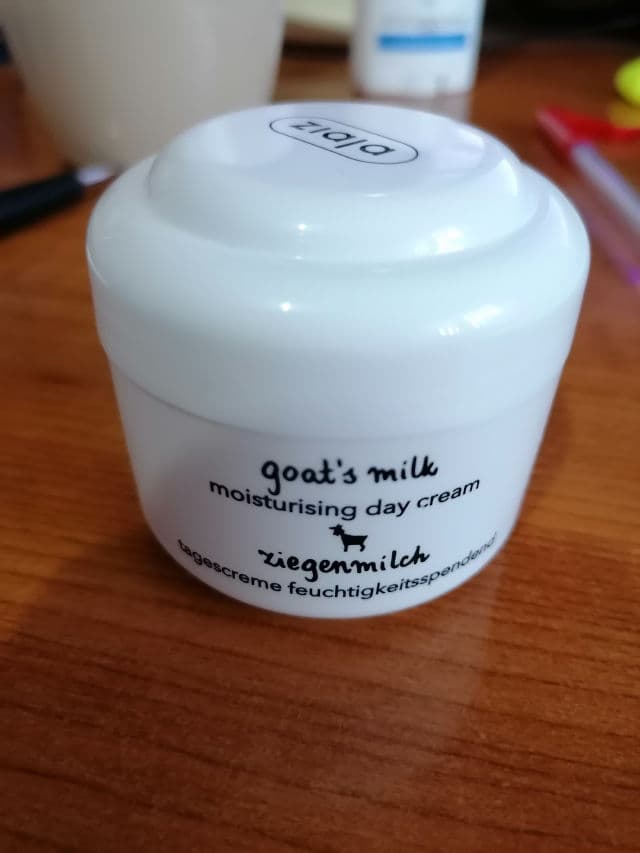 ziaja
goat's milk
moisturising day cream
ziegenmilch
tagescreme feuchtigkeitsspendend